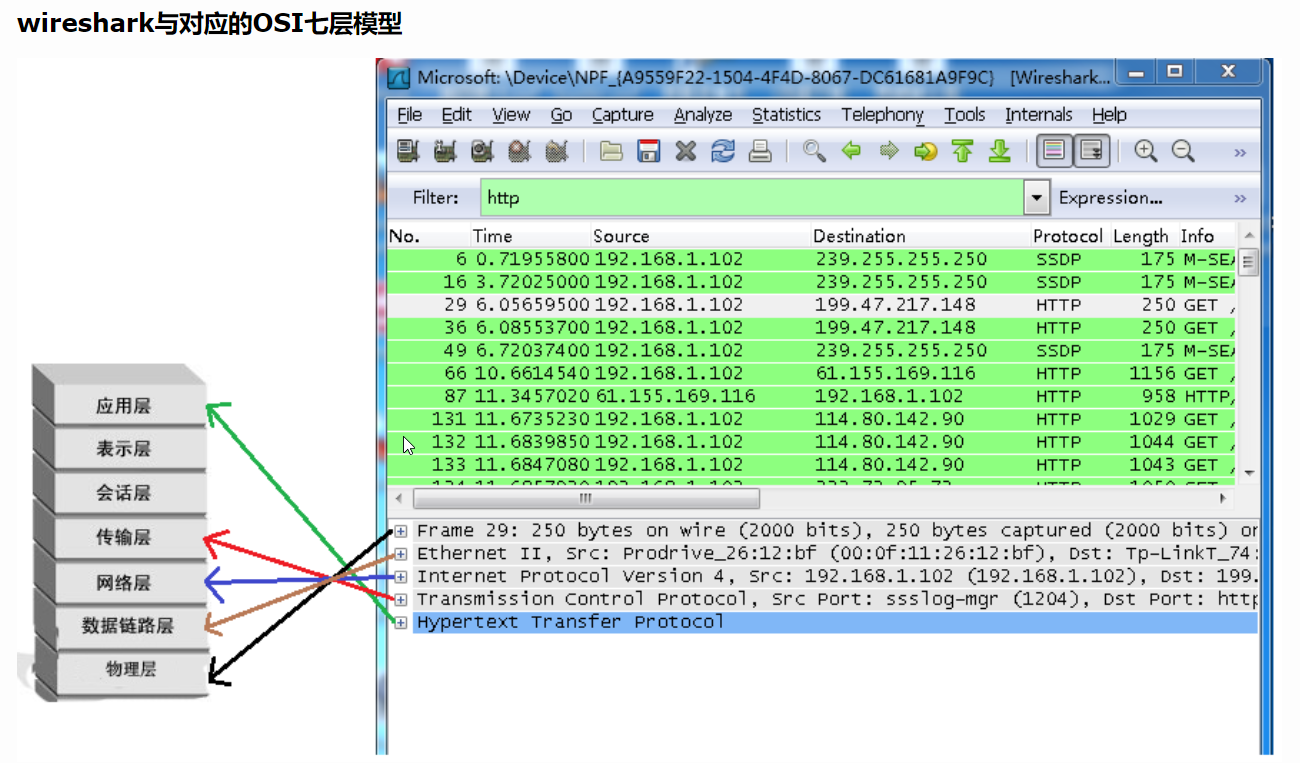 wireshark与对应的OSI七层模型
Microsoft: \Device\NPF_{A9559F22-1504-4F4D-8067-DC61681A9F9C} [Wireshark...
File Edit View Go Capture Analyze Statistics Telephony Tools Internals Help
Filter: http Expression...
No. Time Source Destination Protocol Length Info
6 0.71955800 192.168.1.102 239.255.255.250 SSDP 175 M-SEA
16 3.72025000 192.168.1.102 239.255.255.250 SSDP 175 M-SEA
29 6.05659500 192.168.1.102 199.47.217.148 HTTP 250 GET /
36 6.08553700 192.168.1.102 199.47.217.148 HTTP 250 GET /
49 6.72037400 192.168.1.102 239.255.255.250 SSDP 175 M-SEA
66 10.6614540 192.168.1.102 61.155.169.116 HTTP 1156 GET /
87 11.3457020 61.155.169.116 192.168.1.102 HTTP 958 HTTP/
131 11.6735230 192.168.1.102 114.80.142.90 HTTP 1029 GET /
132 11.6839850 192.168.1.102 114.80.142.90 HTTP 1044 GET /
133 11.6847080 192.168.1.102 114.80.142.90 HTTP 1043 GET /
Frame 29: 250 bytes on wire (2000 bits), 250 bytes captured (2000 bits) on
Ethernet II, Src: Prodrive_26:12:bf (00:0f:11:26:12:bf), Dst: Tp-LinkT_74:
Internet Protocol Version 4, Src: 192.168.1.102 (192.168.1.102), Dst: 199.
Transmission Control Protocol, Src Port: ssslog-mgr (1204), Dst Port: http
Hypertext Transfer Protocol
应用层
表示层
会话层
传输层
网络层
数据链路层
物理层